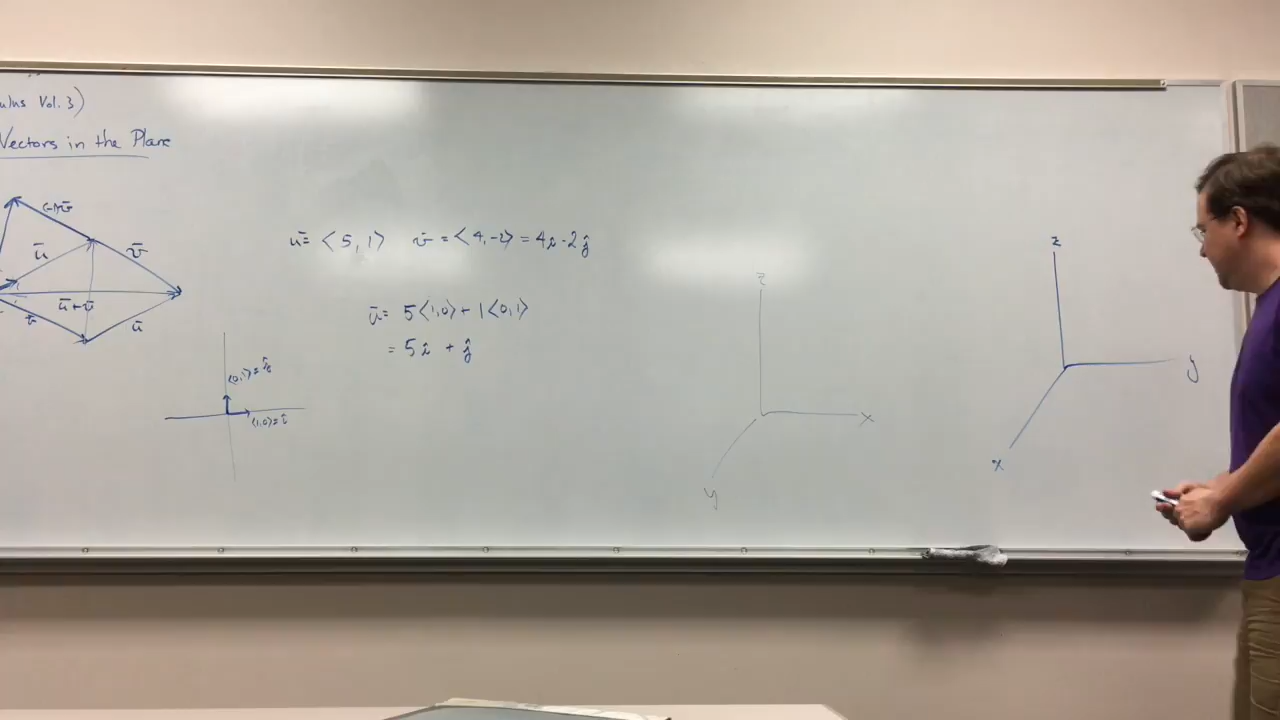 ulus Vol. 3)
Vectors in the Plane
(-1)v̄
ū
v̄
ū+v̄
v̄
ū
ū = ⟨5, 1⟩ v̄ = ⟨4, -2⟩ = 4î - 2ĵ
ū = 5⟨1,0⟩ + 1⟨0,1⟩
= 5î + ĵ
⟨0,1⟩ = ĵ
⟨1,0⟩ = î
z
x
y
z
y
x